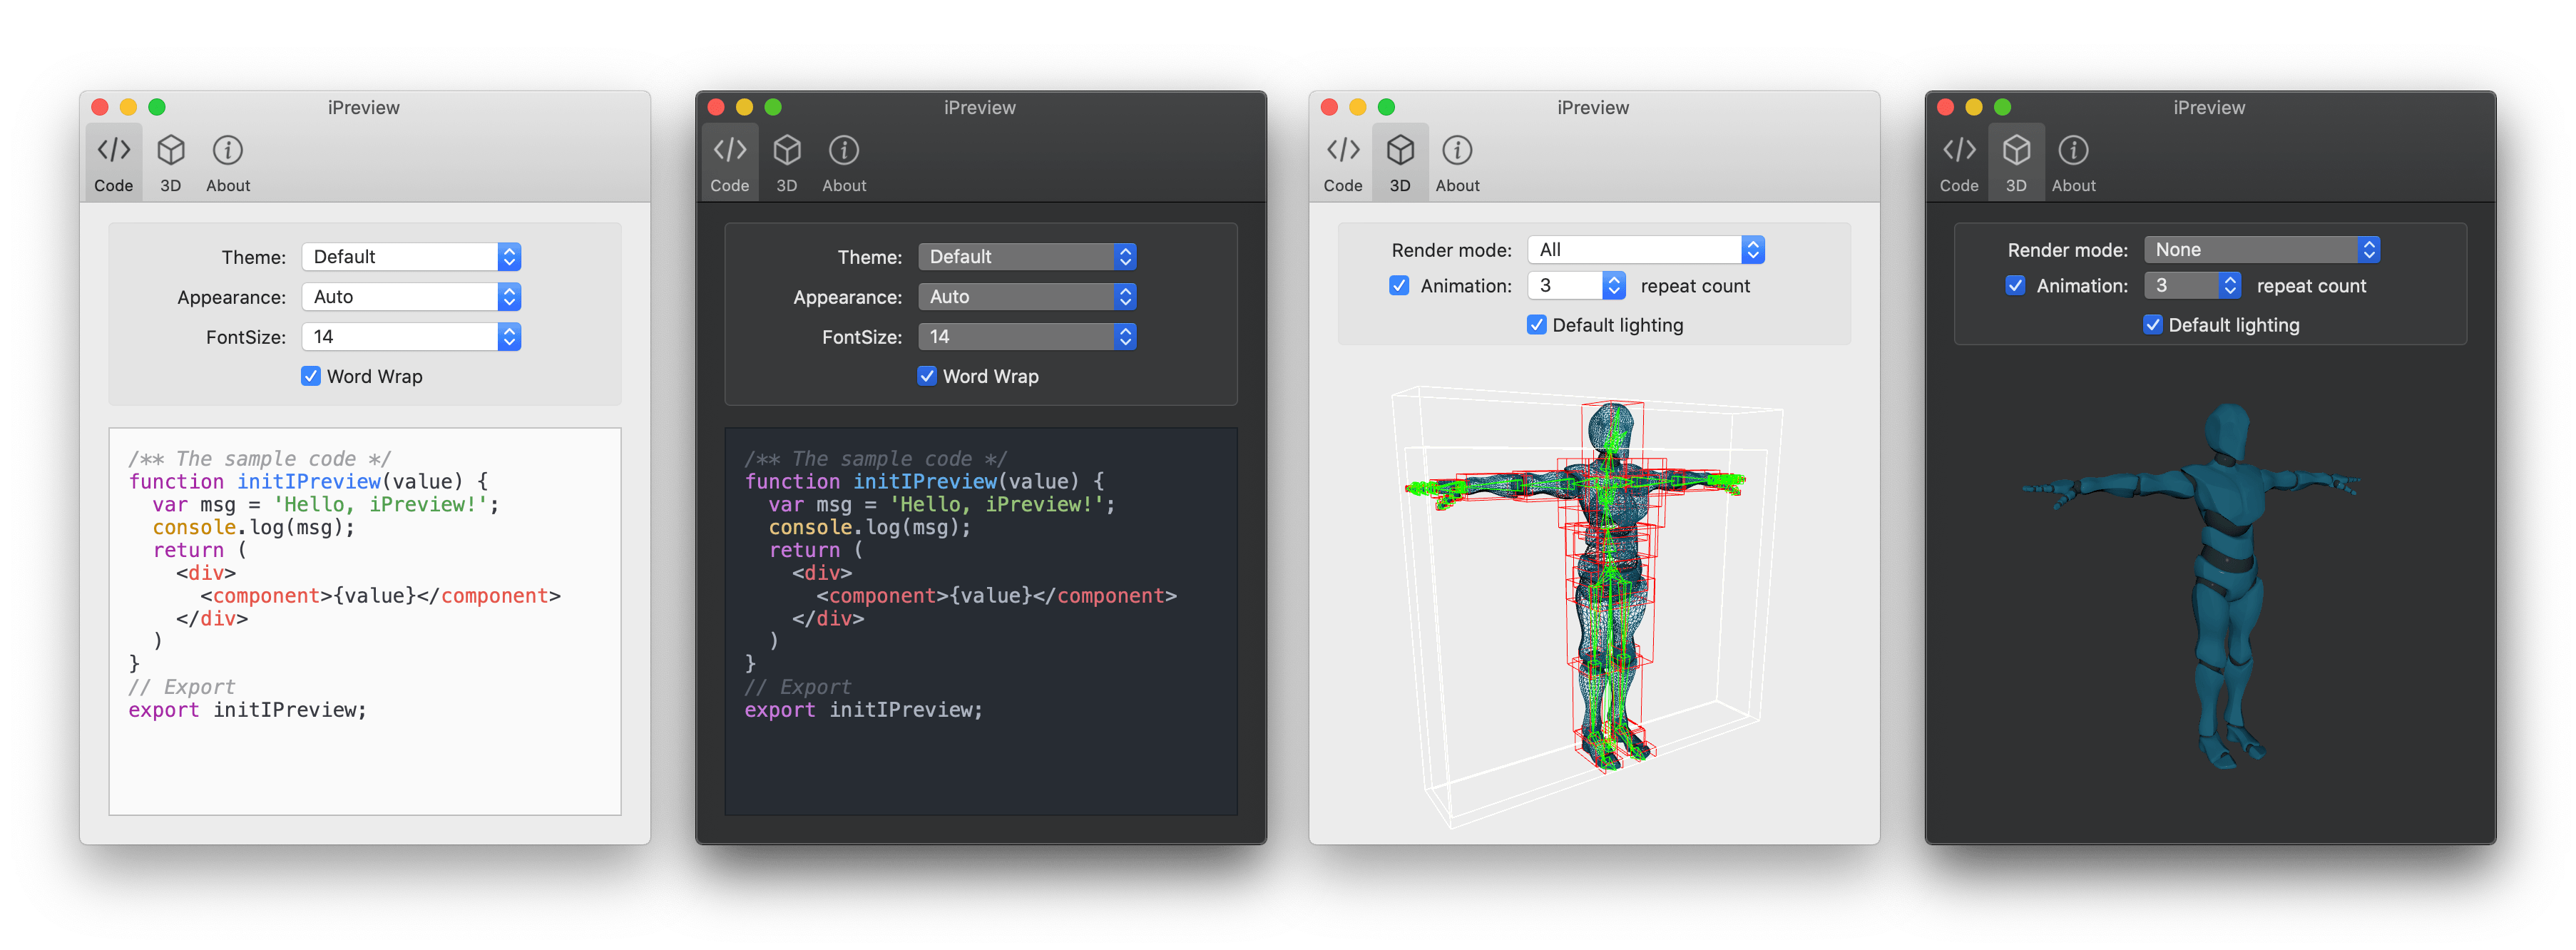 iPreview
Code 3D About
Theme: Default
Appearance: Auto
FontSize: 14
Word Wrap
/** The sample code */
function initIPreview(value) {
  var msg = 'Hello, iPreview!';
  console.log(msg);
  return (
    <div>
      <component>{value}</component>
    </div>
  )
}
// Export
export initIPreview;
iPreview
Code 3D About
Theme: Default
Appearance: Auto
FontSize: 14
Word Wrap
/** The sample code */
function initIPreview(value) {
  var msg = 'Hello, iPreview!';
  console.log(msg);
  return (
    <div>
      <component>{value}</component>
    </div>
  )
}
// Export
export initIPreview;
iPreview
Code 3D About
Render mode: All
Animation: 3 repeat count
Default lighting
iPreview
Code 3D About
Render mode: None
Animation: 3 repeat count
Default lighting